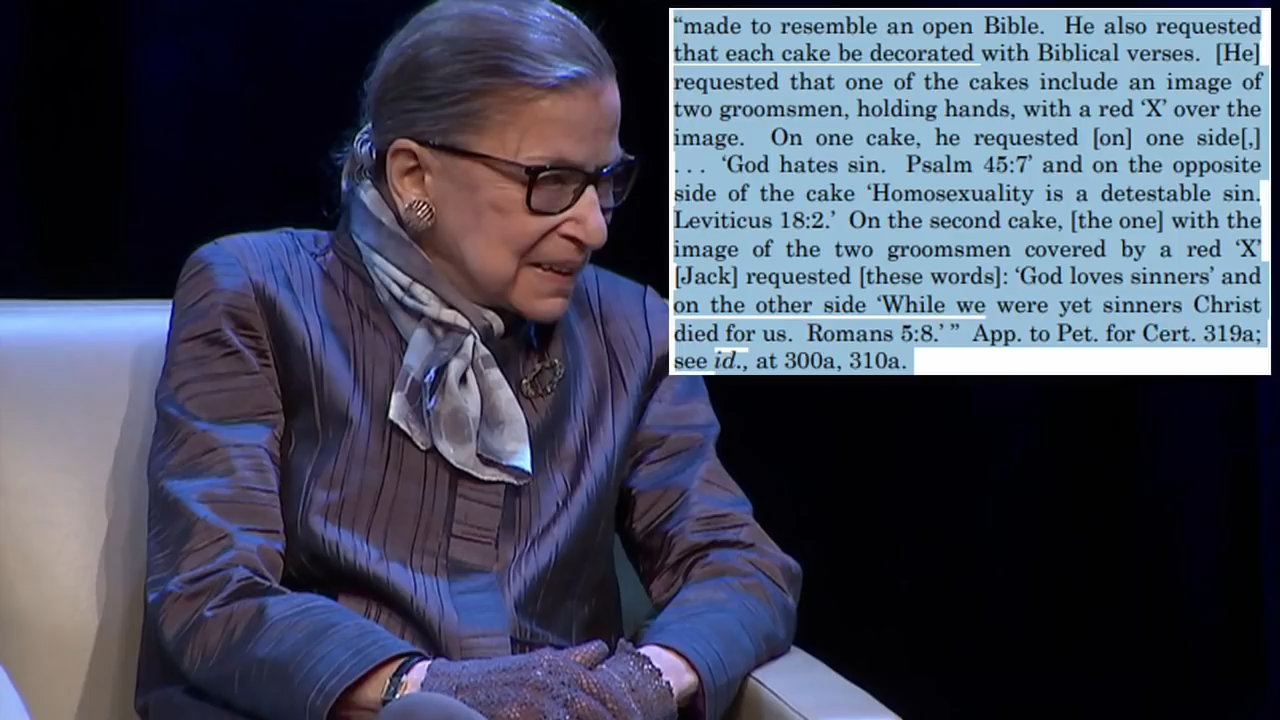 “made to resemble an open Bible. He also requested
that each cake be decorated with Biblical verses. [He]
requested that one of the cakes include an image of
two groomsmen, holding hands, with a red ‘X’ over the
image. On one cake, he requested [on] one side[,]
. . . ‘God hates sin. Psalm 45:7’ and on the opposite
side of the cake ‘Homosexuality is a detestable sin.
Leviticus 18:2.’ On the second cake, [the one] with the
image of the two groomsmen covered by a red ‘X’
[Jack] requested [these words]: ‘God loves sinners’ and
on the other side ‘While we were yet sinners Christ
died for us. Romans 5:8.’ ” App. to Pet. for Cert. 319a;
see id., at 300a, 310a.